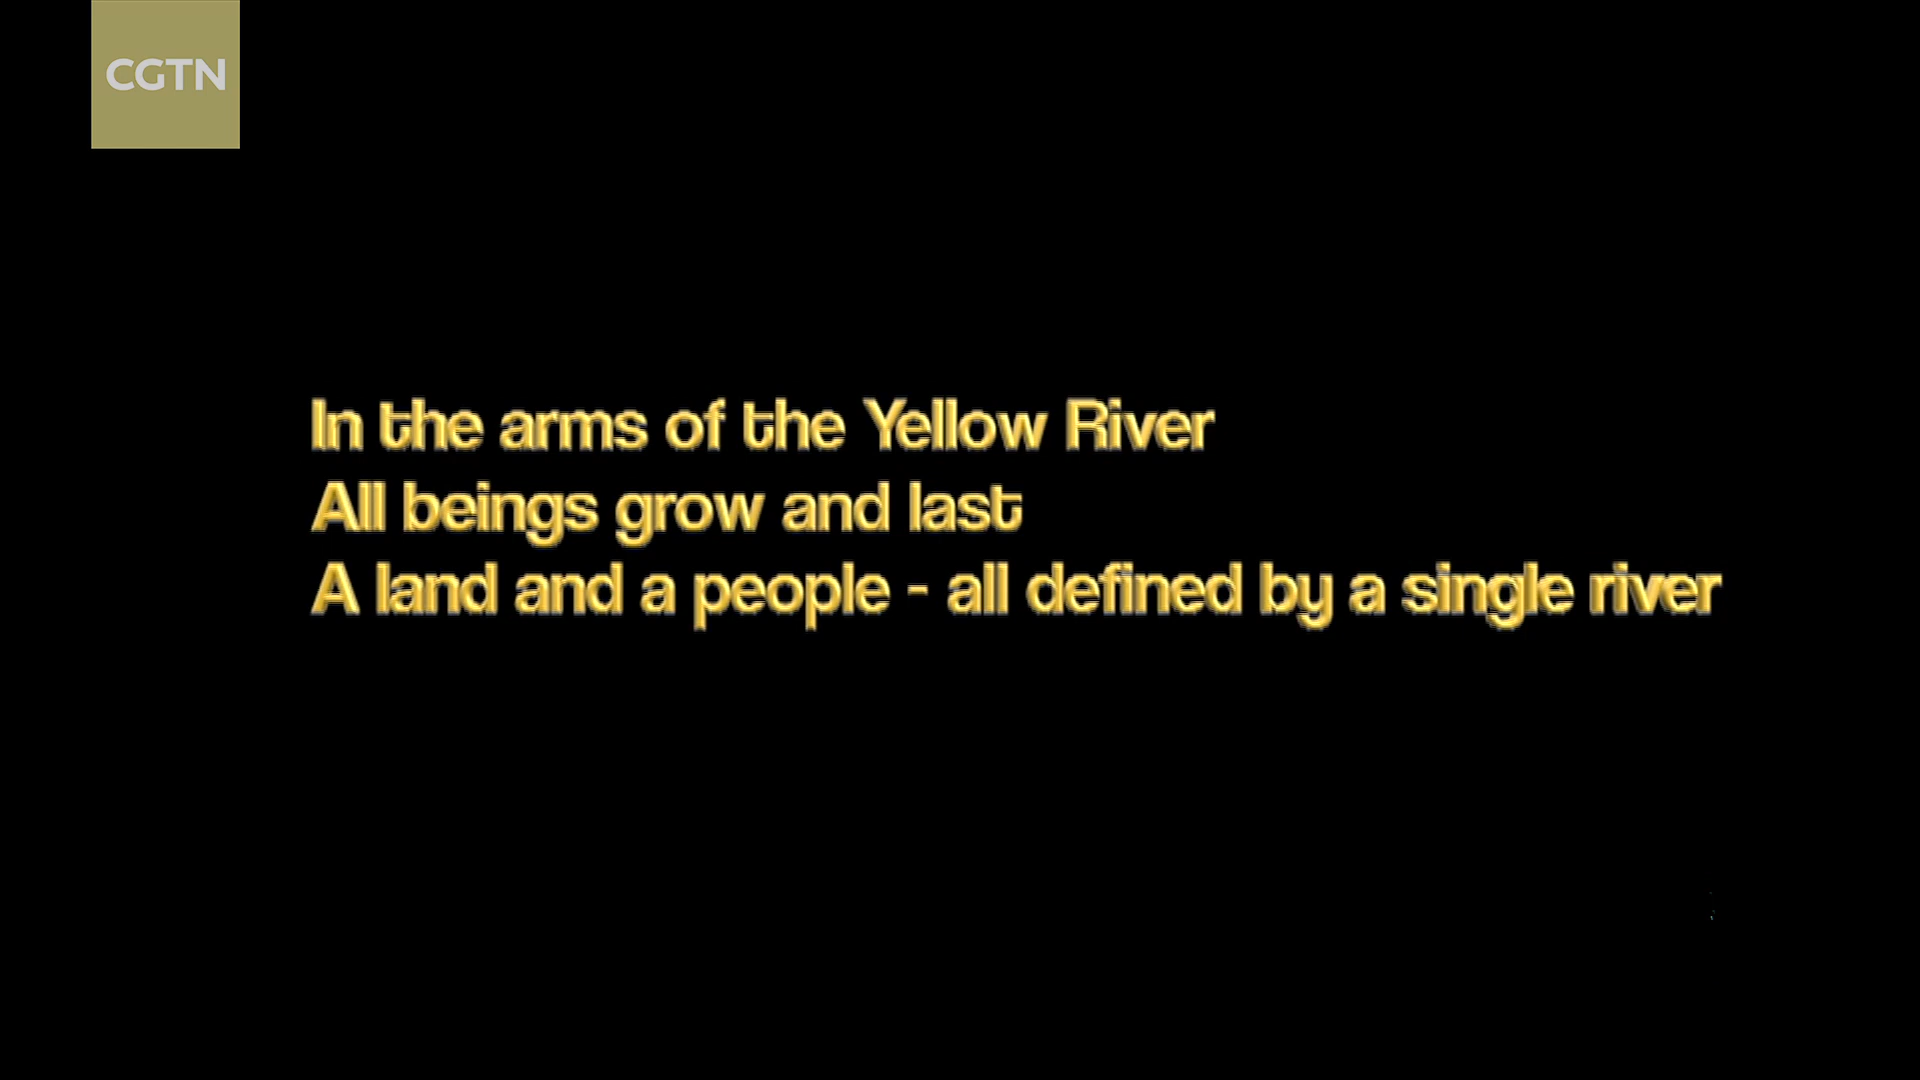 CGTN
In the arms of the Yellow River
All beings grow and last
A land and a people - all defined by a single river